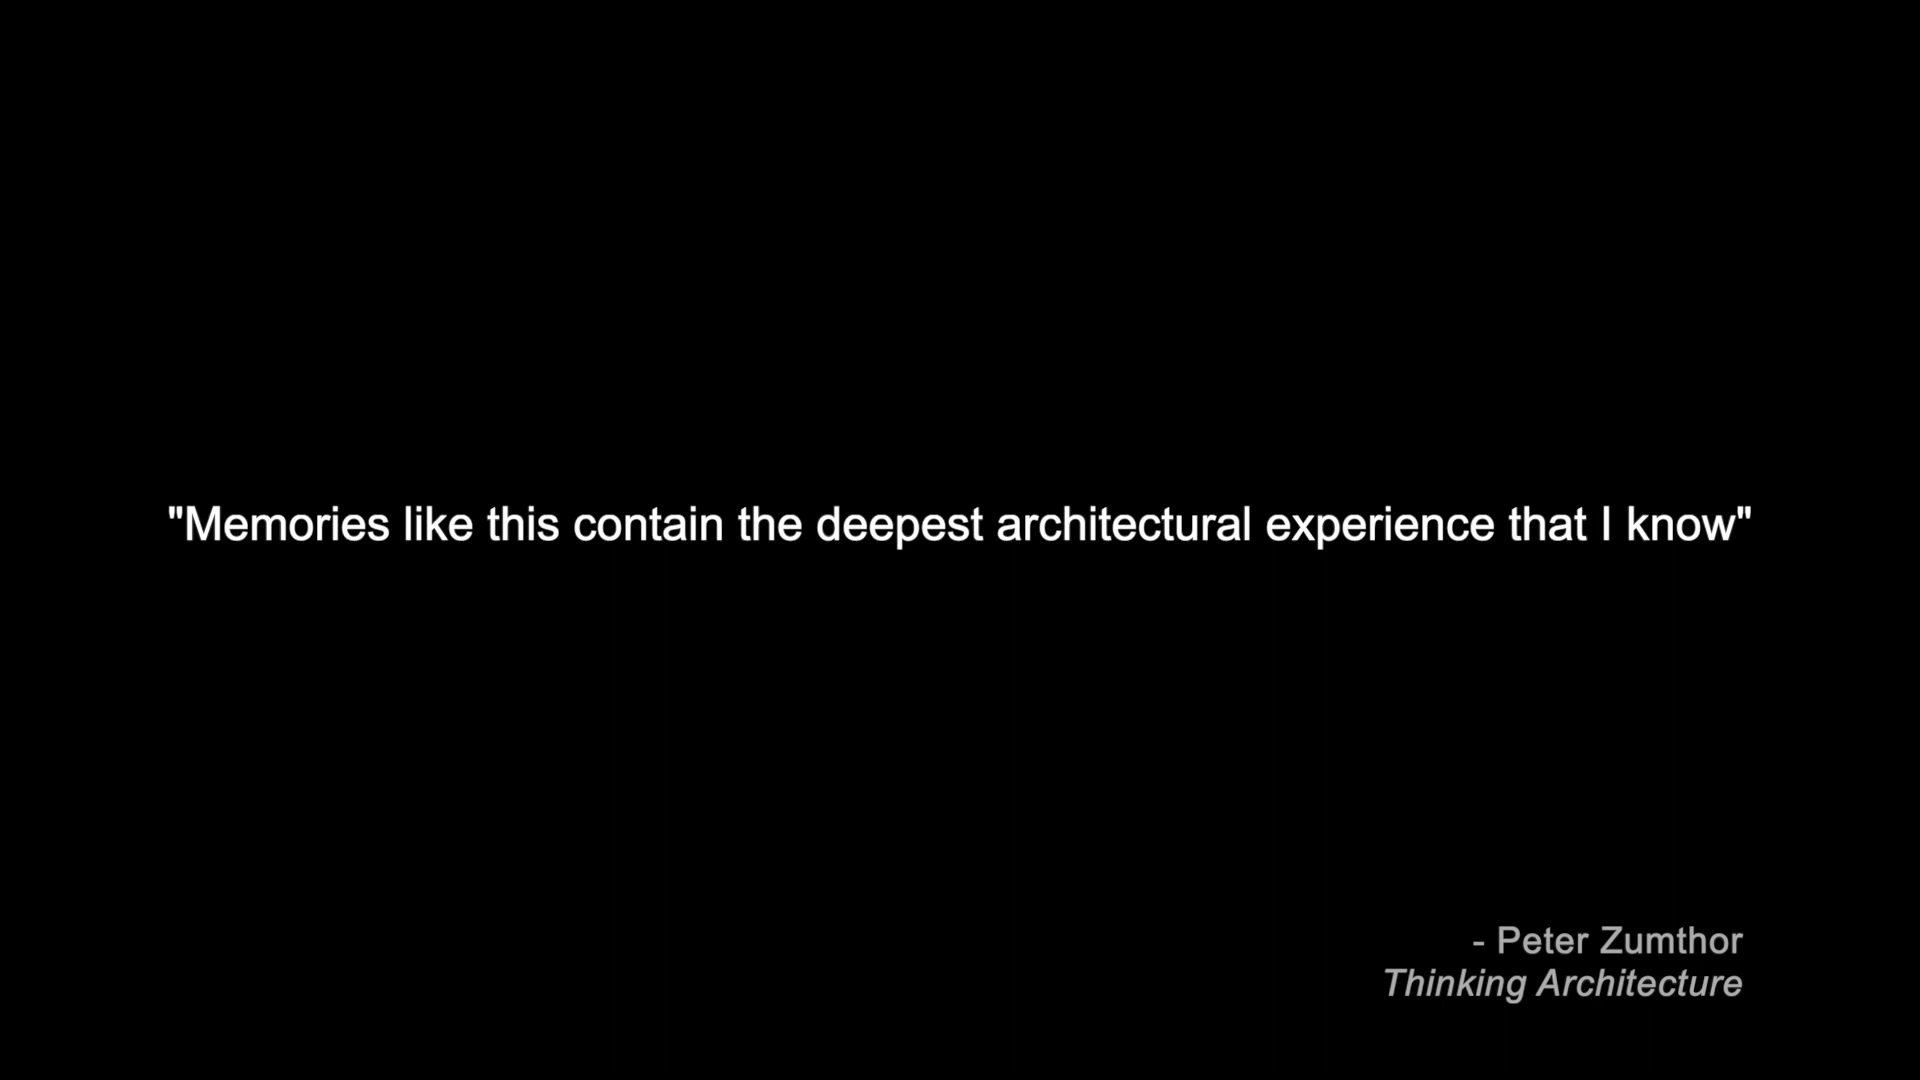 "Memories like this contain the deepest architectural experience that I know"
- Peter Zumthor
Thinking Architecture